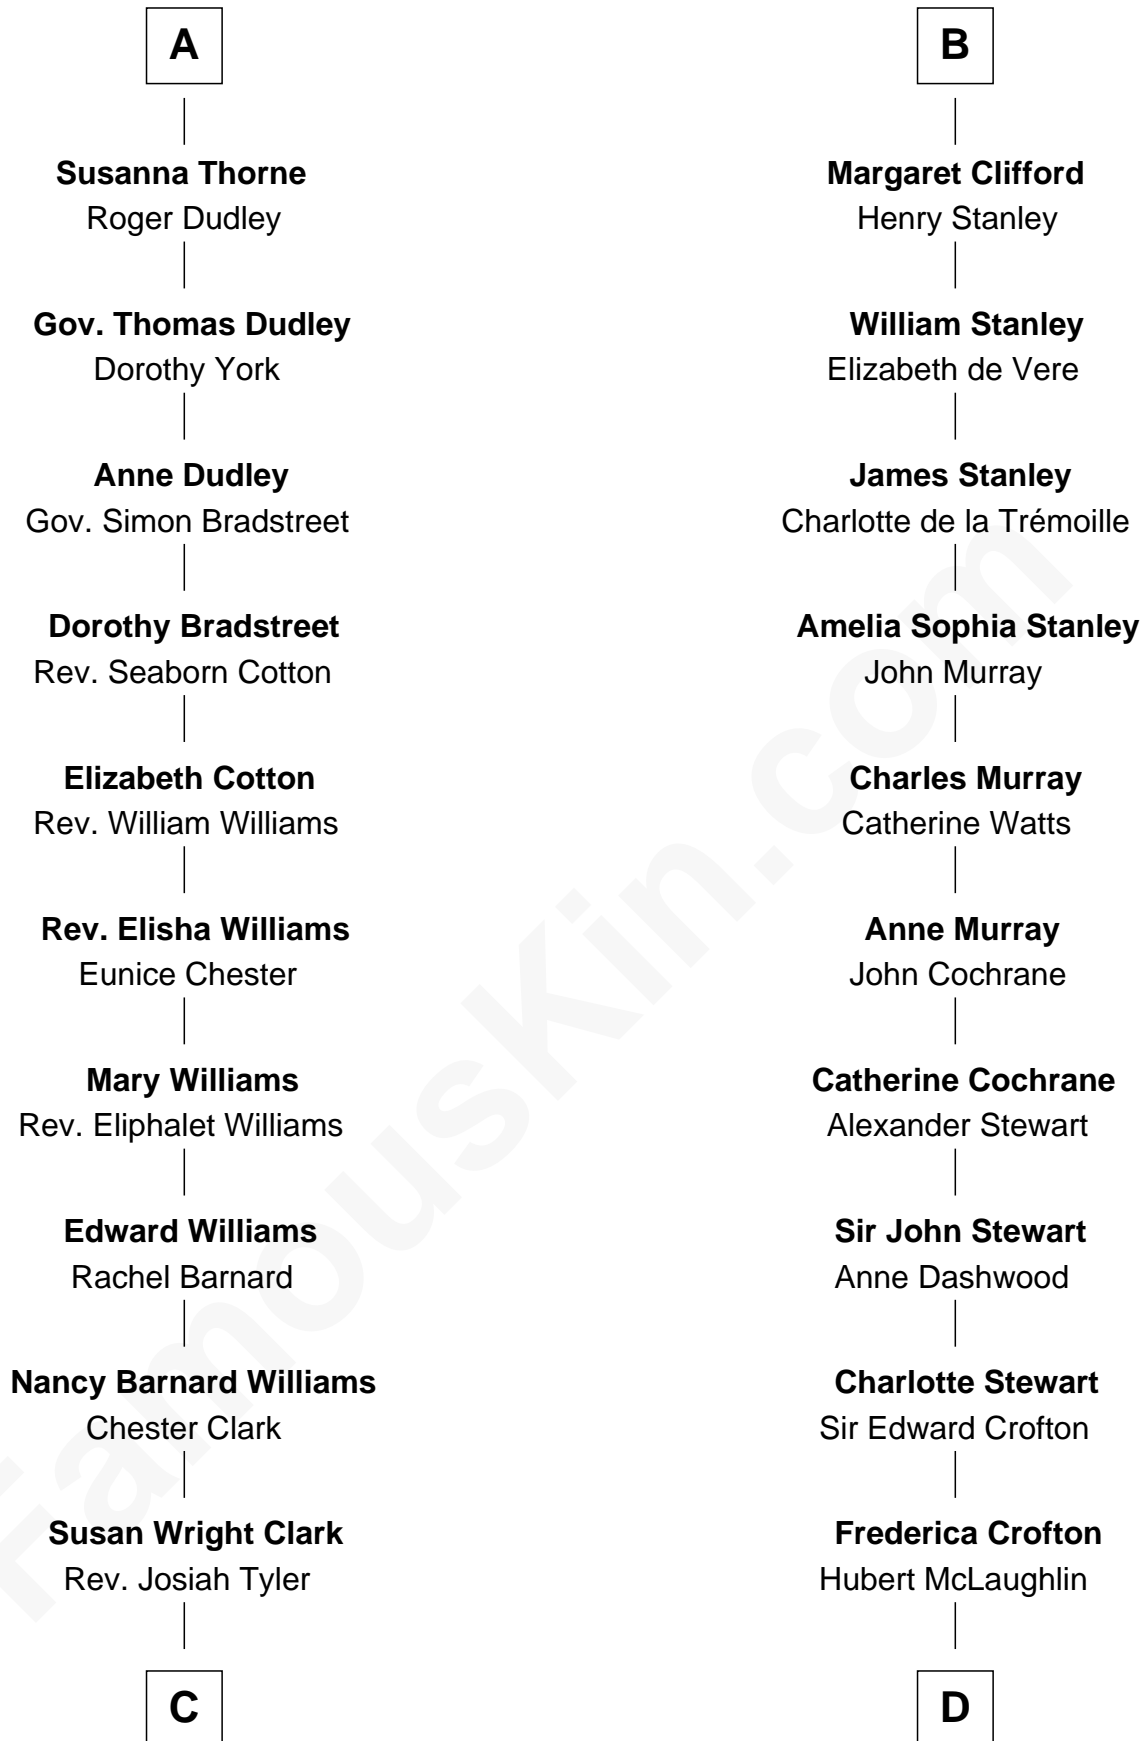 A
Susanna Thorne
Roger Dudley
Gov. Thomas Dudley
Dorothy York
Anne Dudley
Gov. Simon Bradstreet
Dorothy Bradstreet
Rev. Seaborn Cotton
Elizabeth Cotton
Rev. William Williams
Rev. Elisha Williams
Eunice Chester
Mary Williams
Rev. Eliphalet Williams
Edward Williams
Rachel Barnard
Nancy Barnard Williams
Chester Clark
Susan Wright Clark
Rev. Josiah Tyler
C
B
Margaret Clifford
Henry Stanley
William Stanley
Elizabeth de Vere
James Stanley
Charlotte de la Trémoille
Amelia Sophia Stanley
John Murray
Charles Murray
Catherine Watts
Anne Murray
John Cochrane
Catherine Cochrane
Alexander Stewart
Sir John Stewart
Anne Dashwood
Charlotte Stewart
Sir Edward Crofton
Frederica Crofton
Hubert McLaughlin
D
FamousKin.com